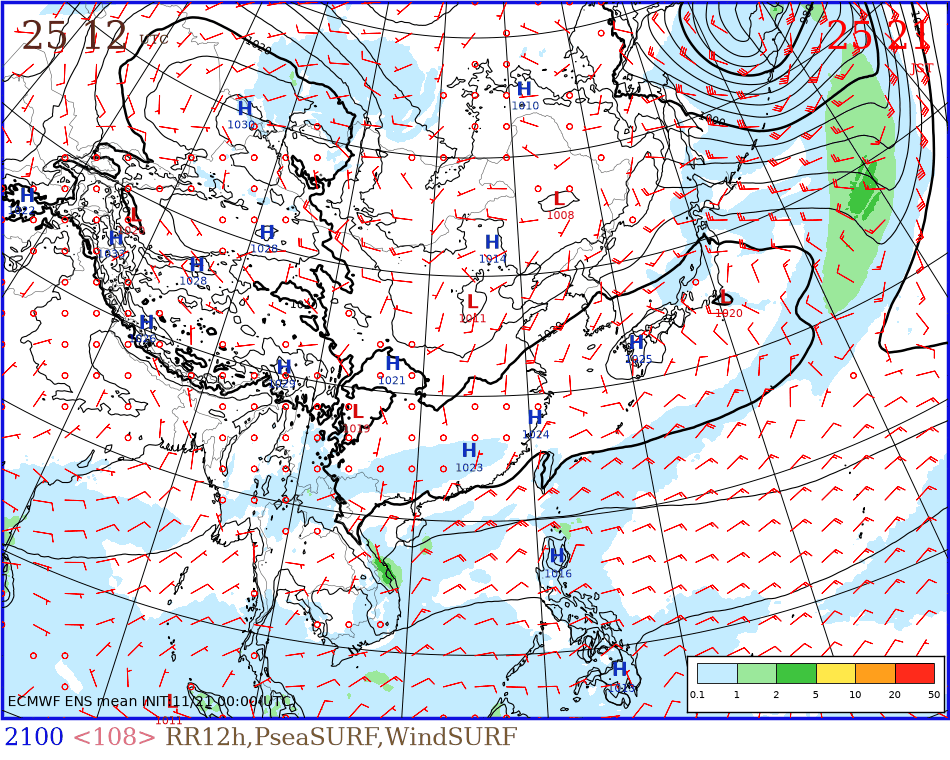 25 12 UTC
25 21
JST
1020
1000
H
1030
H
1010
H
L
1008
L
H
H
1028
H
1014
H
1028
L
1011
L
1020
H
H
1025
H
H
1021
L
H
1024
H
1023
H
1016
H
L
1011
ECMWF ENS mean INIT 11/21 00:00(UTC)
0.1 1 2 5 10 20 50
2100 <108> RR12h,PseaSURF,WindSURF